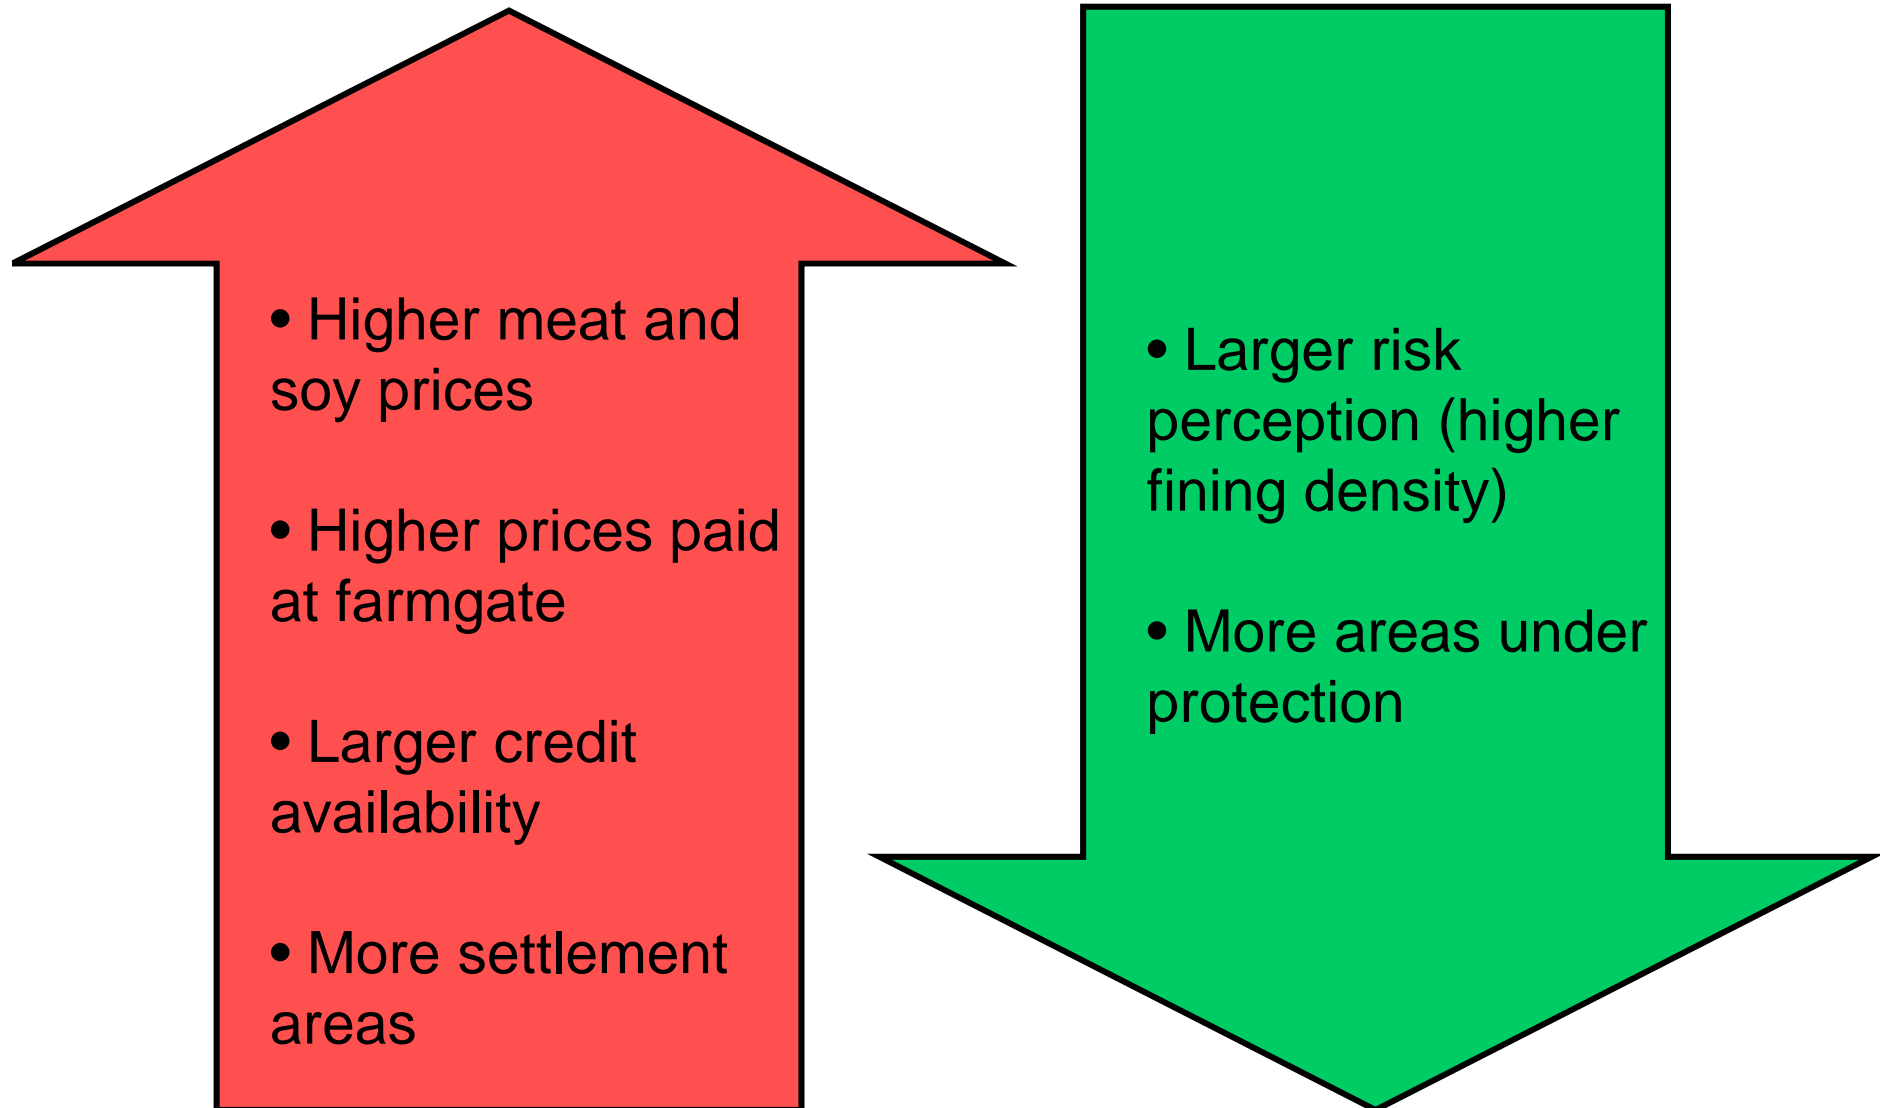 • Higher meat and
soy prices
• Higher prices paid
at farmgate
• Larger credit
availability
• More settlement
areas
• Larger risk
perception (higher
fining density)
• More areas under
protection